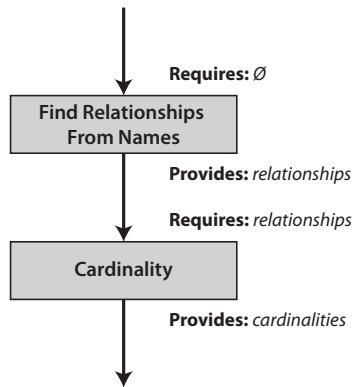 Requires: Ø
Find Relationships
From Names
Provides: relationships
Requires: relationships
Cardinality
Provides: cardinalities